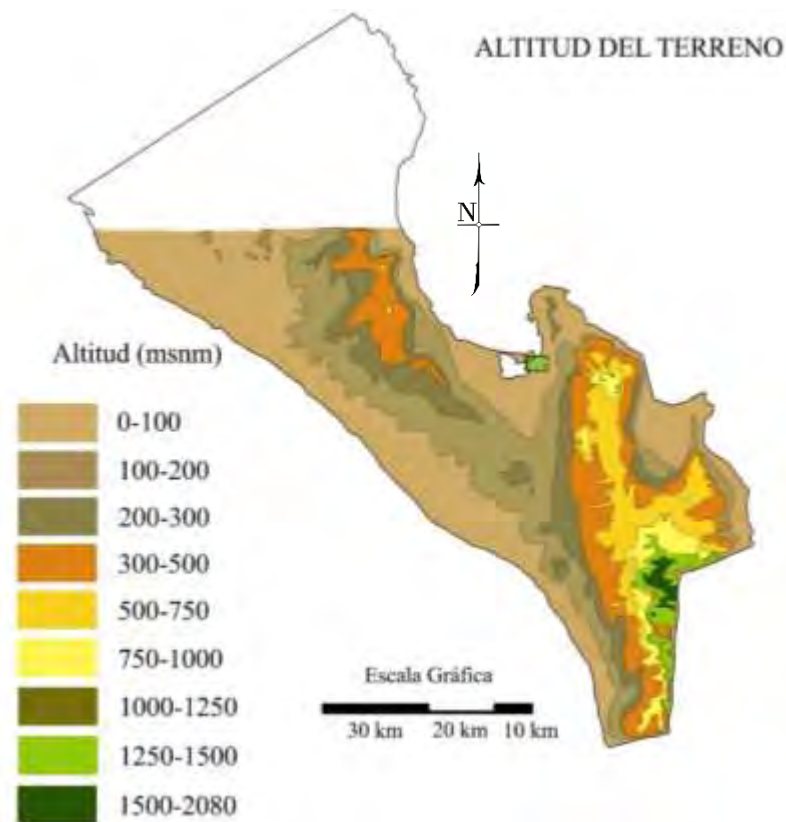 ALTITUD DEL TERRENO
N
Altitud (msnm)
0-100
100-200
200-300
300-500
500-750
750-1000
1000-1250
1250-1500
1500-2080
Escala Gráfica
30 km 20 km 10 km